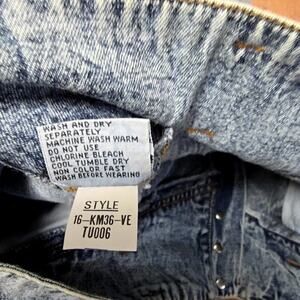 WASH AND DRY
SEPARATELY
MACHINE WASH WARM
DO NOT USE
CHLORINE BLEACH
COOL TUMBLE DRY
NON COLOR FAST
WASH BEFORE WEARING
STYLE
16-KM36-VE
TU006